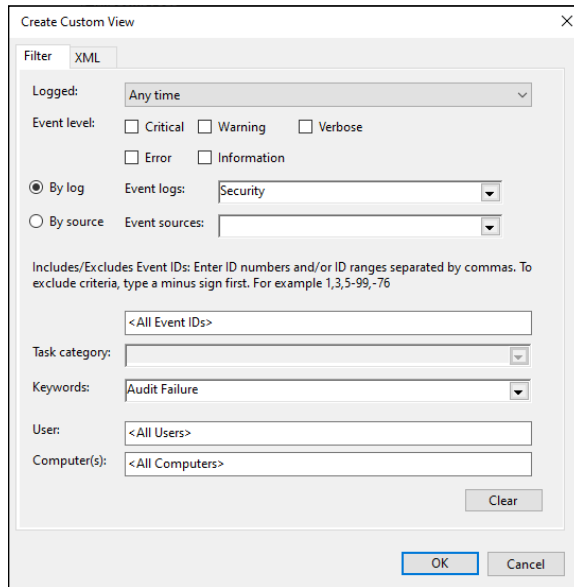 Create Custom View
Filter XML
Logged: Any time
Event level: Critical Warning Verbose
Error Information
By log Event logs: Security
By source Event sources:
Includes/Excludes Event IDs: Enter ID numbers and/or ID ranges separated by commas. To
exclude criteria, type a minus sign first. For example 1,3,5-99,-76
<All Event IDs>
Task category:
Keywords: Audit Failure
User: <All Users>
Computer(s): <All Computers>
Clear
OK Cancel